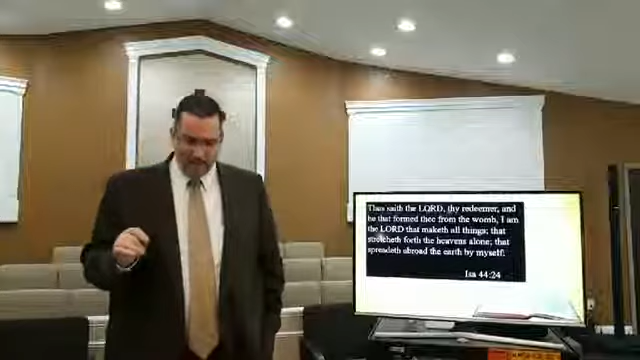 Thus saith the LORD, thy redeemer, and
he that formed thee from the womb, I am
the LORD that maketh all things; that
stretcheth forth the heavens alone; that
spreadeth abroad the earth by myself;
Isa 44:24